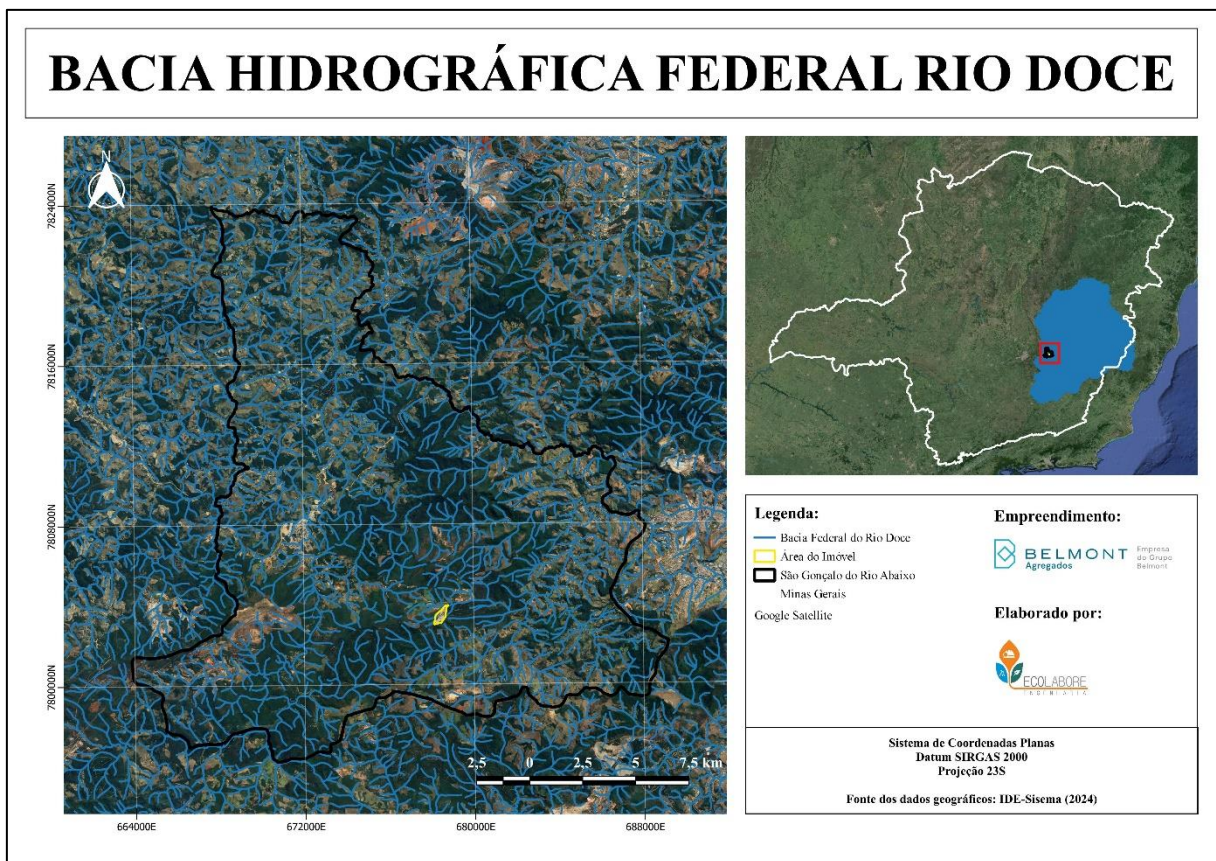 BACIA HIDROGRÁFICA FEDERAL RIO DOCE
N
7824000N
7816000N
7808000N
7800000N
664000E
672000E
680000E
688000E
2,5 0 2,5 5 7,5 km
Legenda:
Bacia Federal do Rio Doce
Área do Imóvel
São Gonçalo do Rio Abaixo
Minas Gerais
Google Satellite
Empreendimento:
BELMONT
Agregados
Empresa
do Grupo
Belmont
Elaborado por:
ECOLABORE
ENGENHARIA
Sistema de Coordenadas Planas
Datum SIRGAS 2000
Projeção 23S
Fonte dos dados geográficos: IDE-Sisema (2024)